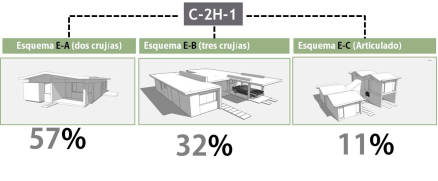 C-2H-1
Esquema E-A (dos crujías)
Esquema E-B (tres crujías)
Esquema E-C (Articulado)
57%
32%
11%